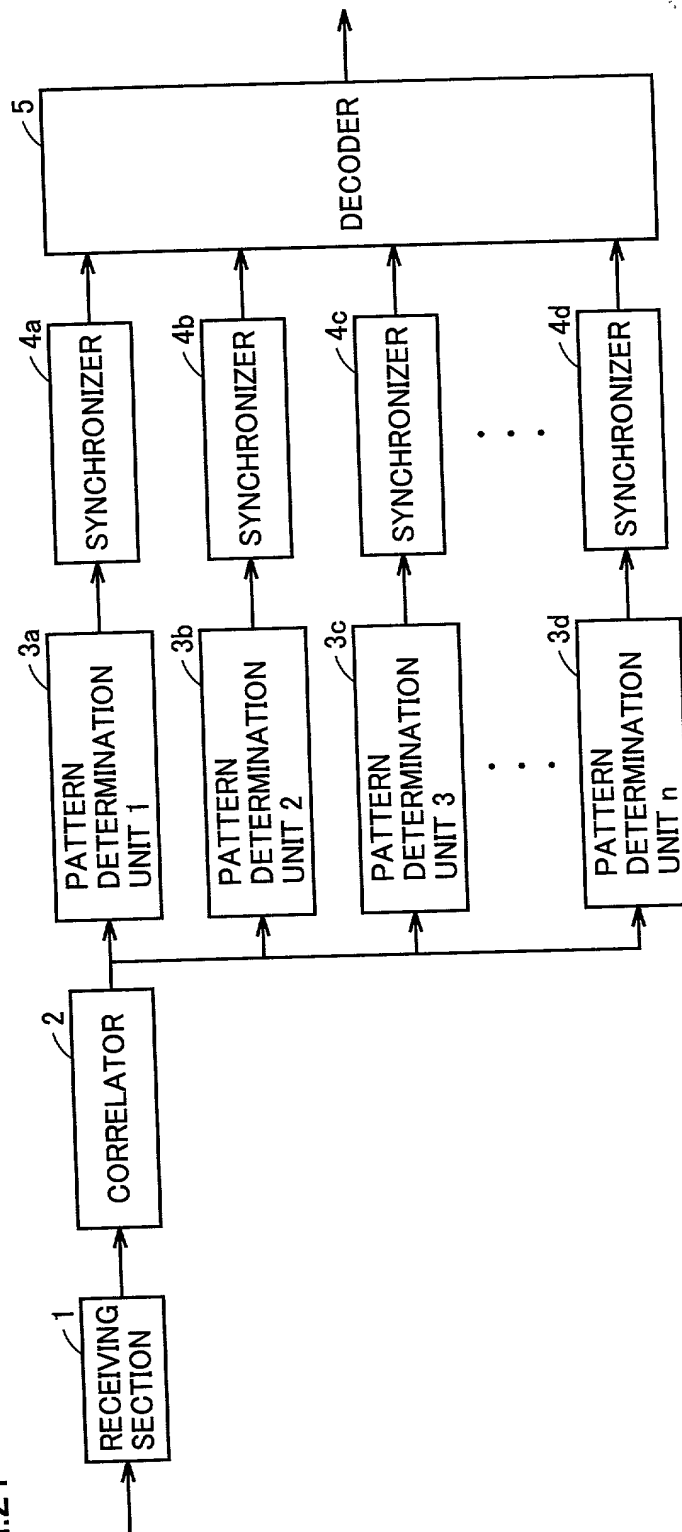 1
RECEIVING
SECTION
2
CORRELATOR
3a
PATTERN
DETERMINATION
UNIT 1
4a
SYNCHRONIZER
3b
PATTERN
DETERMINATION
UNIT 2
4b
SYNCHRONIZER
3c
PATTERN
DETERMINATION
UNIT 3
4c
SYNCHRONIZER
3d
PATTERN
DETERMINATION
UNIT n
4d
SYNCHRONIZER
5
DECODER